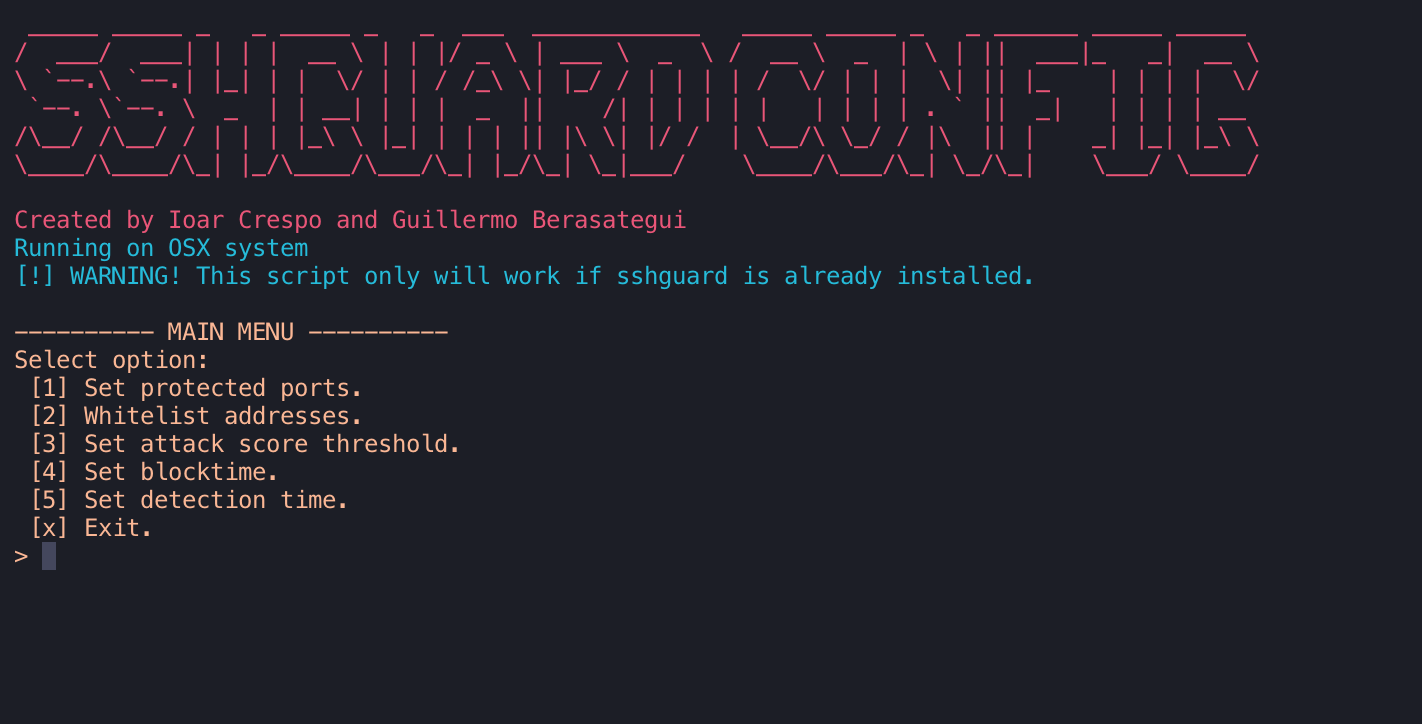 SSHGUARD CONFIG
Created by Ioar Crespo and Guillermo Berasategui
Running on OSX system
[!] WARNING! This script only will work if sshguard is already installed.
---------- MAIN MENU ----------
Select option:
[1] Set protected ports.
[2] Whitelist addresses.
[3] Set attack score threshold.
[4] Set blocktime.
[5] Set detection time.
[x] Exit.
>